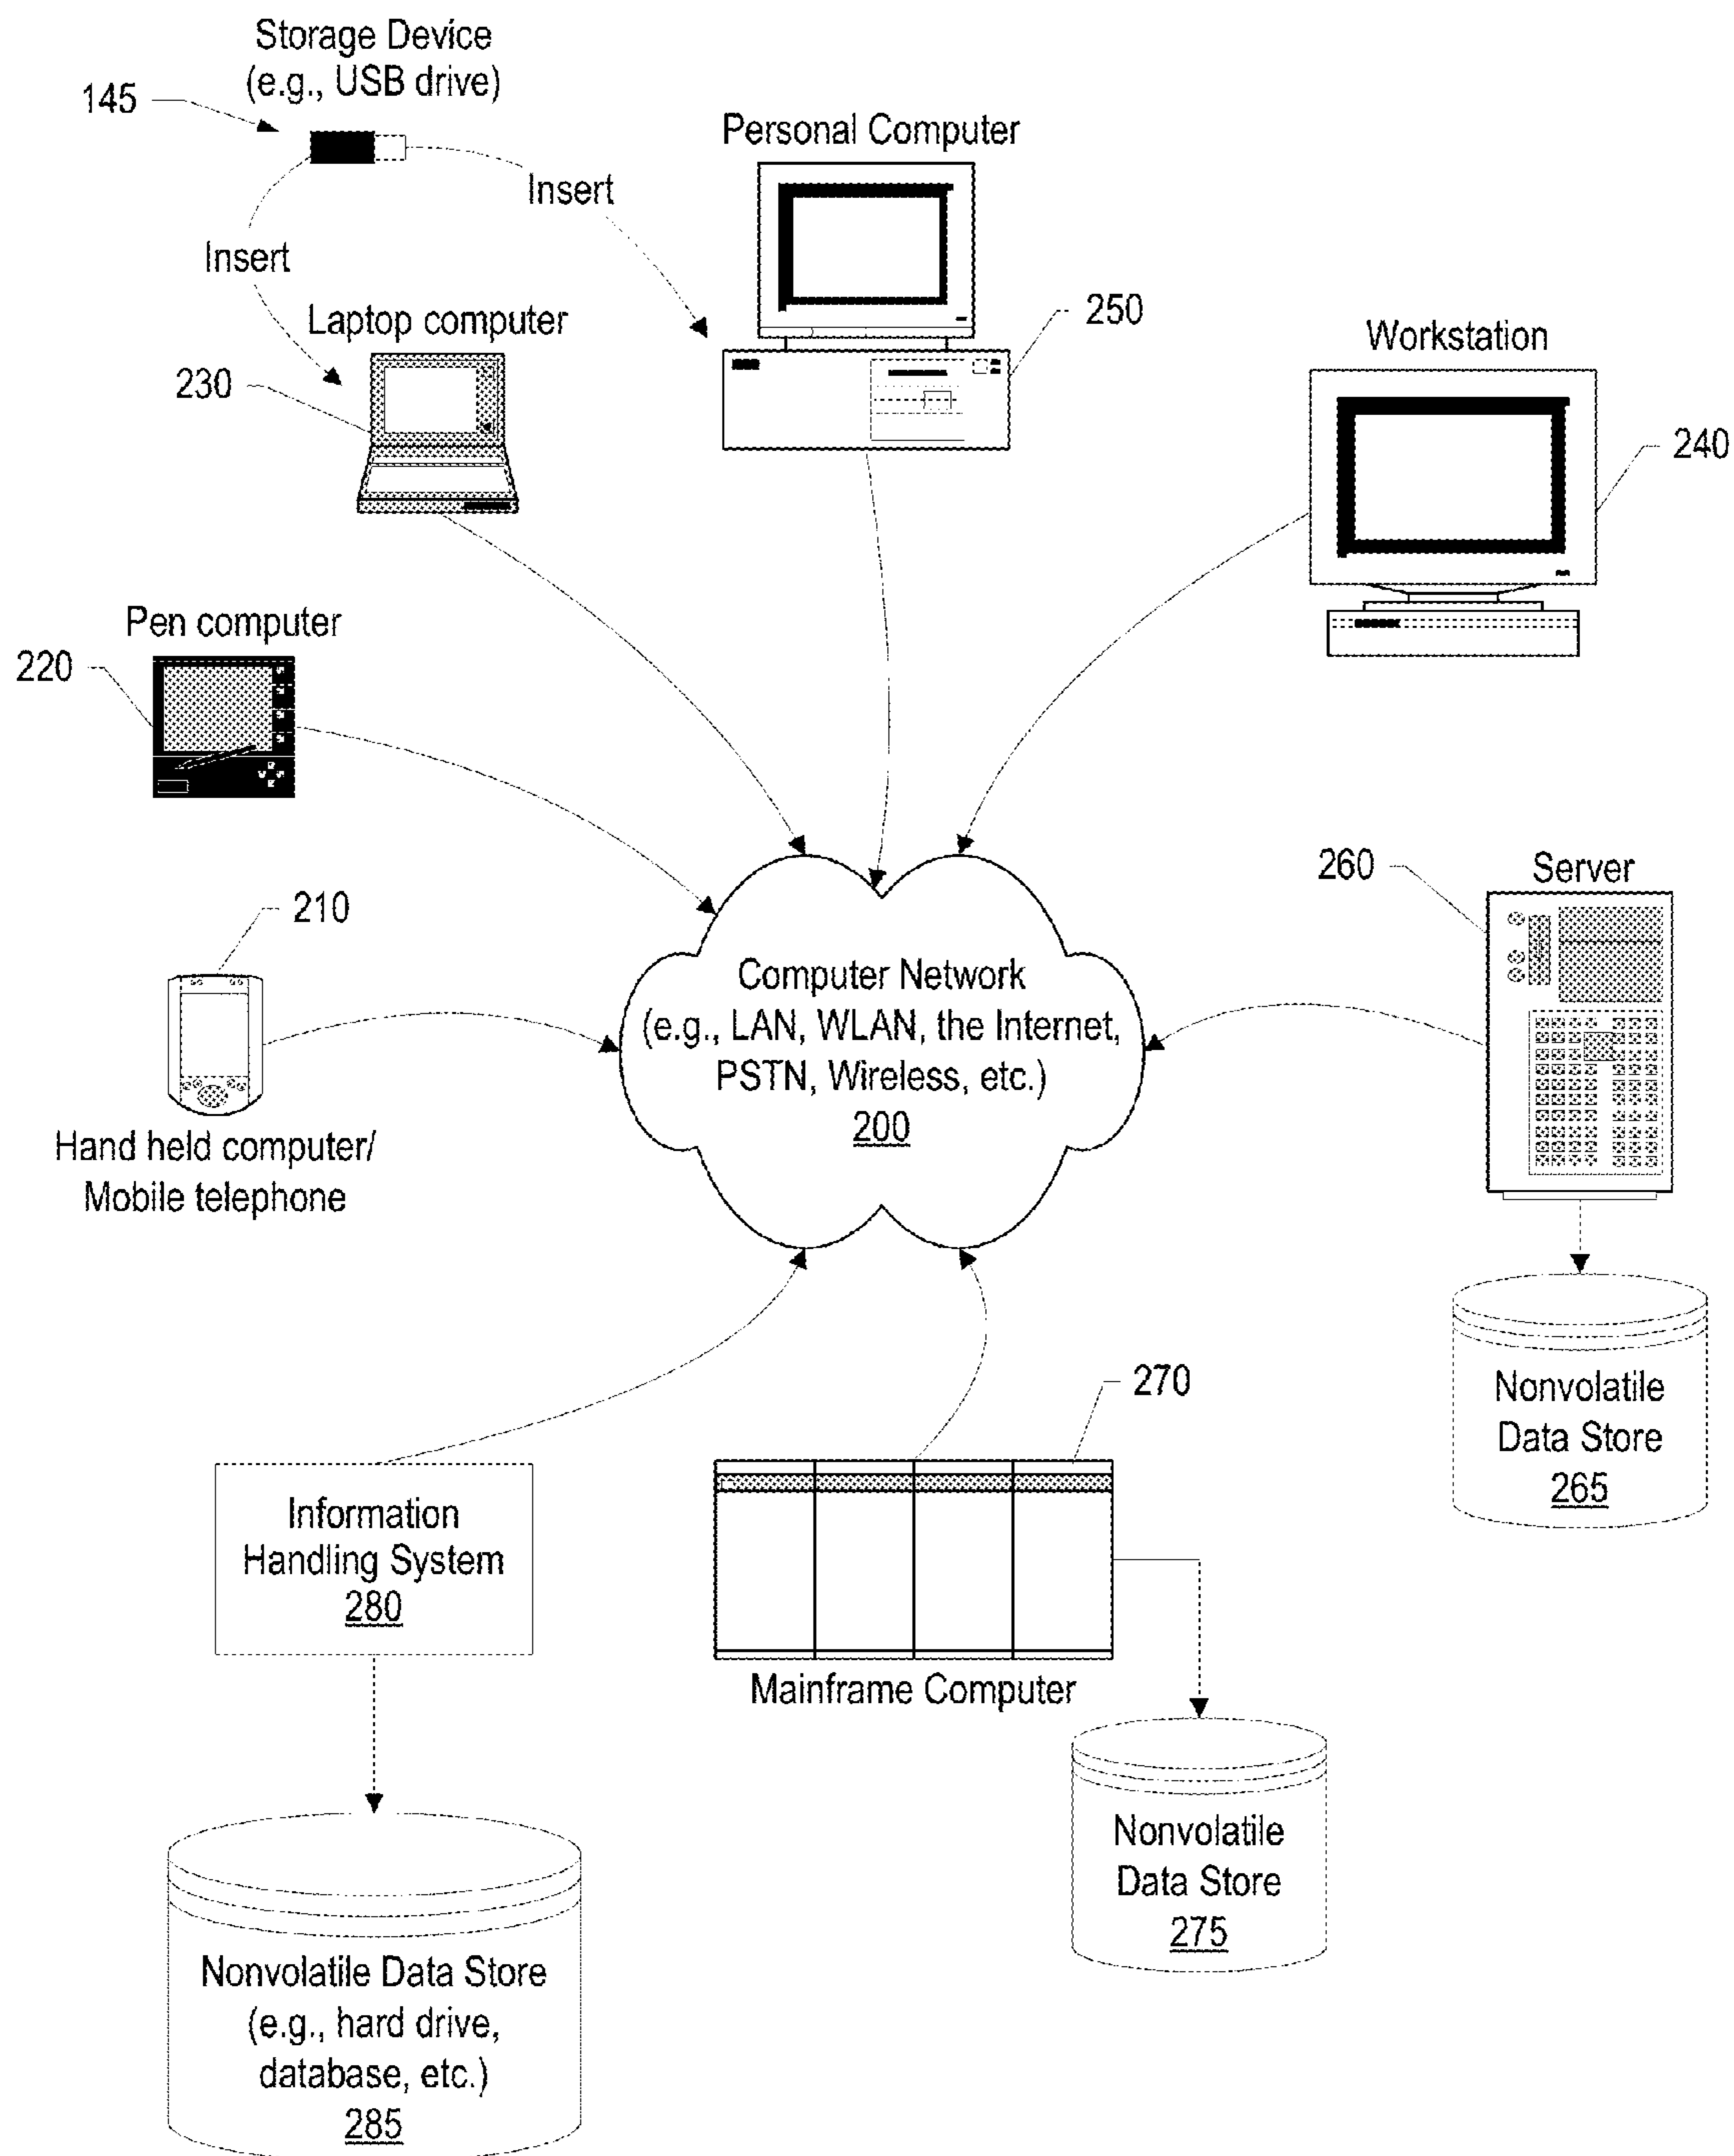 Storage Device
(e.g., USB drive)
145
Insert
Insert
Personal Computer
250
Laptop computer
230
Workstation
240
Pen computer
220
210
Hand held computer/
Mobile telephone
Computer Network
(e.g., LAN, WLAN, the Internet,
PSTN, Wireless, etc.)
200
260
Server
Nonvolatile
Data Store
265
270
Mainframe Computer
Nonvolatile
Data Store
275
Information
Handling System
280
Nonvolatile Data Store
(e.g., hard drive,
database, etc.)
285